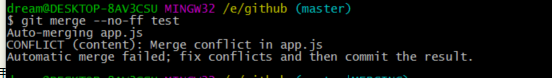 dream@DESKTOP-8AV3CSU MINGW32 /e/github (master)
$ git merge --no-ff test
Auto-merging app.js
CONFLICT (content): Merge conflict in app.js
Automatic merge failed; fix conflicts and then commit the result.